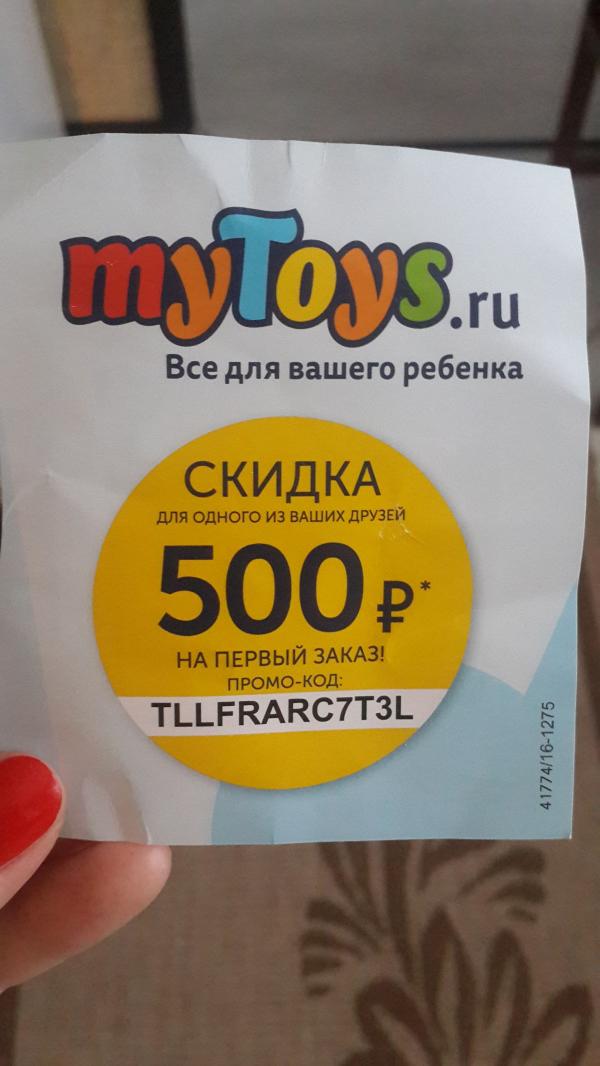 myToys.ru
Все для вашего ребенка
СКИДКА
ДЛЯ ОДНОГО ИЗ ВАШИХ ДРУЗЕЙ
500 ₽*
НА ПЕРВЫЙ ЗАКАЗ!
ПРОМО-КОД:
TLLFRARC7T3L
41774/16-1275